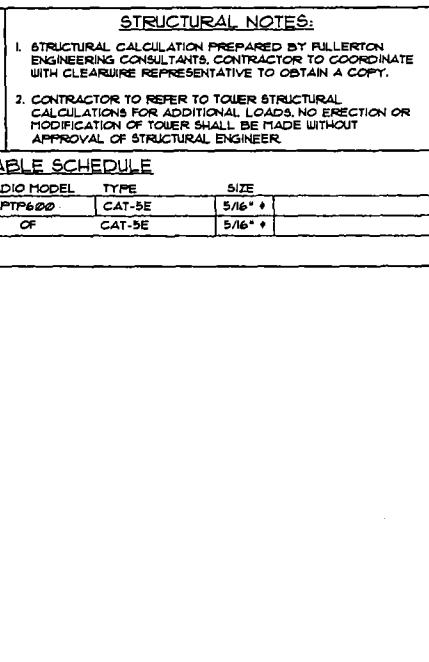 STRUCTURAL NOTES:
1. STRUCTURAL CALCULATION PREPARED BY FULLERTON
ENGINEERING CONSULTANTS. CONTRACTOR TO COORDINATE
WITH CLEARWIRE REPRESENTATIVE TO OBTAIN A COPY.
2. CONTRACTOR TO REFER TO TOWER STRUCTURAL
CALCULATIONS FOR ADDITIONAL LOADS. NO ERECTION OR
MODIFICATION OF TOWER SHALL BE MADE WITHOUT
APPROVAL OF STRUCTURAL ENGINEER
ABLE SCHEDULE
DIO MODEL TYPE SIZE
PTP600 CAT-5E 5/16" φ
OF CAT-5E 5/16" φ